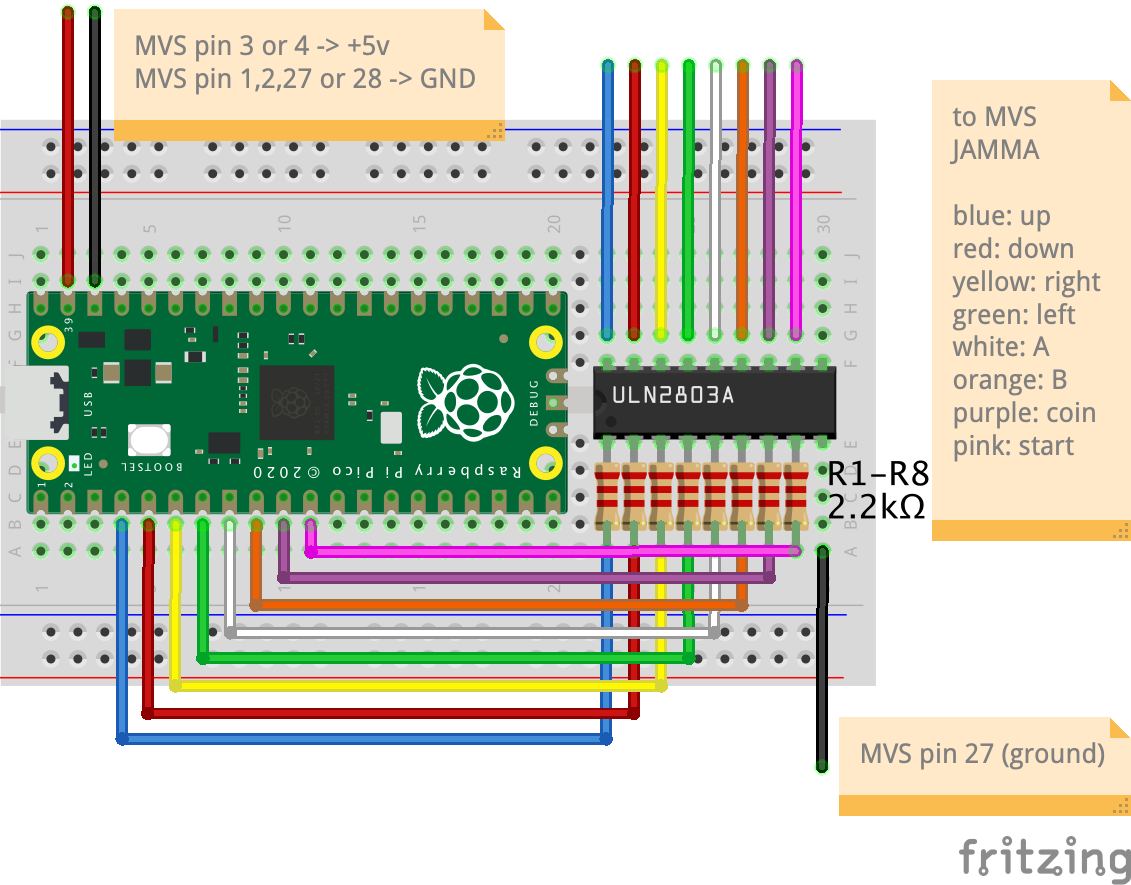 MVS pin 3 or 4 -> +5v
MVS pin 1,2,27 or 28 -> GND
to MVS
JAMMA
blue: up
red: down
yellow: right
green: left
white: A
orange: B
purple: coin
pink: start
1 5 10 15 20 30
J
I
H
G
F
E
D
C
B
A
J
I
H
G
F
E
A
39
USB
LED
1
2
BOOTSEL
Raspberry Pi Pico © 2020
DEBUG
ULN2803A
R1-R8
2.2kΩ
1
MVS pin 27 (ground)
fritzing